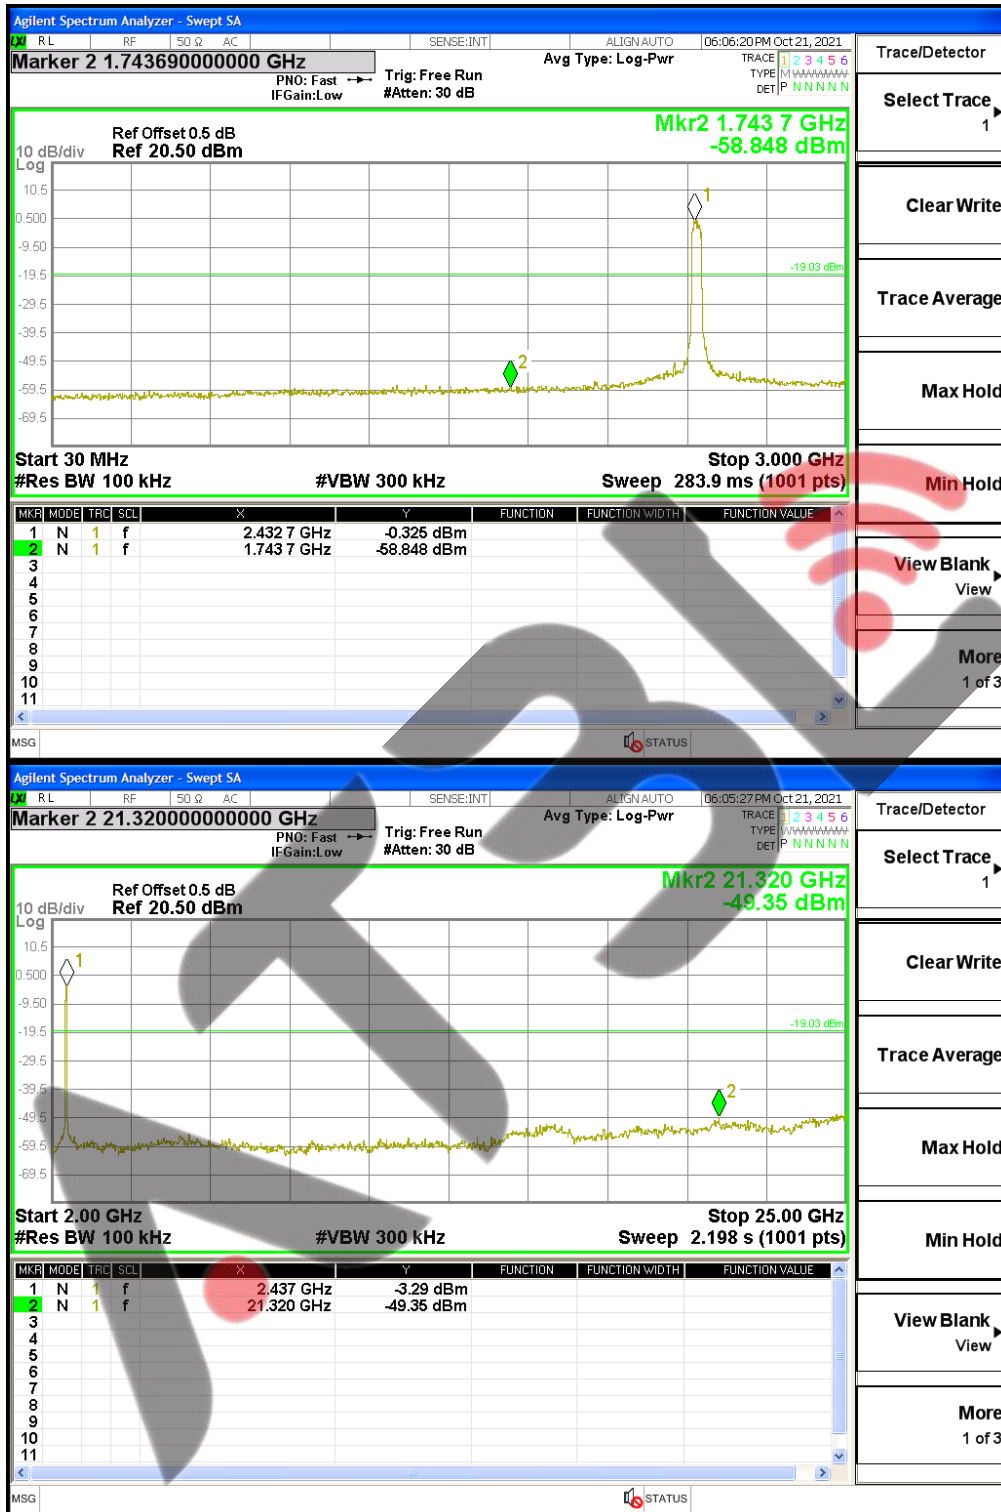 Agilent Spectrum Analyzer - Swept SA
LXI RL RF 50 Ω AC SENSE:INT ALIGNAUTO 06:06:20PM Oct 21, 2021
Marker 2 1.743690000000 GHz
PNO: Fast
IFGain:Low
Trig: Free Run
#Atten: 30 dB
Avg Type: Log-Pwr
TRACE 1 2 3 4 5 6
TYPE M
DET P N N N N N
Trace/Detector
Select Trace
1
Clear Write
Trace Average
Max Hold
Min Hold
View Blank
View
More
1 of 3
Mkr2 1.743 7 GHz
-58.848 dBm
Ref Offset 0.5 dB
10 dB/div Ref 20.50 dBm
Log
10.5
0.500
-9.50
-19.5
-29.5
-39.5
-49.5
-59.5
-69.5
1
2
-19.03 dBm
Start 30 MHz Stop 3.000 GHz
#Res BW 100 kHz #VBW 300 kHz Sweep 283.9 ms (1001 pts)
MKR MODE TRC SCL X Y FUNCTION FUNCTION WIDTH FUNCTION VALUE
1 N 1 f 2.432 7 GHz -0.325 dBm
2 N 1 f 1.743 7 GHz -58.848 dBm
3
4
5
6
7
8
9
10
11
MSG STATUS
Agilent Spectrum Analyzer - Swept SA
LXI RL RF 50 Ω AC SENSE:INT ALIGNAUTO 06:05:27PM Oct 21, 2021
Marker 2 21.320000000000 GHz
PNO: Fast
IFGain:Low
Trig: Free Run
#Atten: 30 dB
Avg Type: Log-Pwr
TRACE 1 2 3 4 5 6
TYPE
DET P N N N N N
Trace/Detector
Select Trace
1
Clear Write
Trace Average
Max Hold
Min Hold
View Blank
View
More
1 of 3
Mkr2 21.320 GHz
-49.35 dBm
Ref Offset 0.5 dB
10 dB/div Ref 20.50 dBm
Log
10.5
0.500
-9.50
-19.5
-29.5
-39.5
-49.5
-59.5
-69.5
1
2
-19.03 dBm
Start 2.00 GHz Stop 25.00 GHz
#Res BW 100 kHz #VBW 300 kHz Sweep 2.198 s (1001 pts)
MKR MODE TRC SCL X Y FUNCTION FUNCTION WIDTH FUNCTION VALUE
1 N 1 f 2.437 GHz -3.29 dBm
2 N 1 f 21.320 GHz -49.35 dBm
3
4
5
6
7
8
9
10
11
MSG STATUS